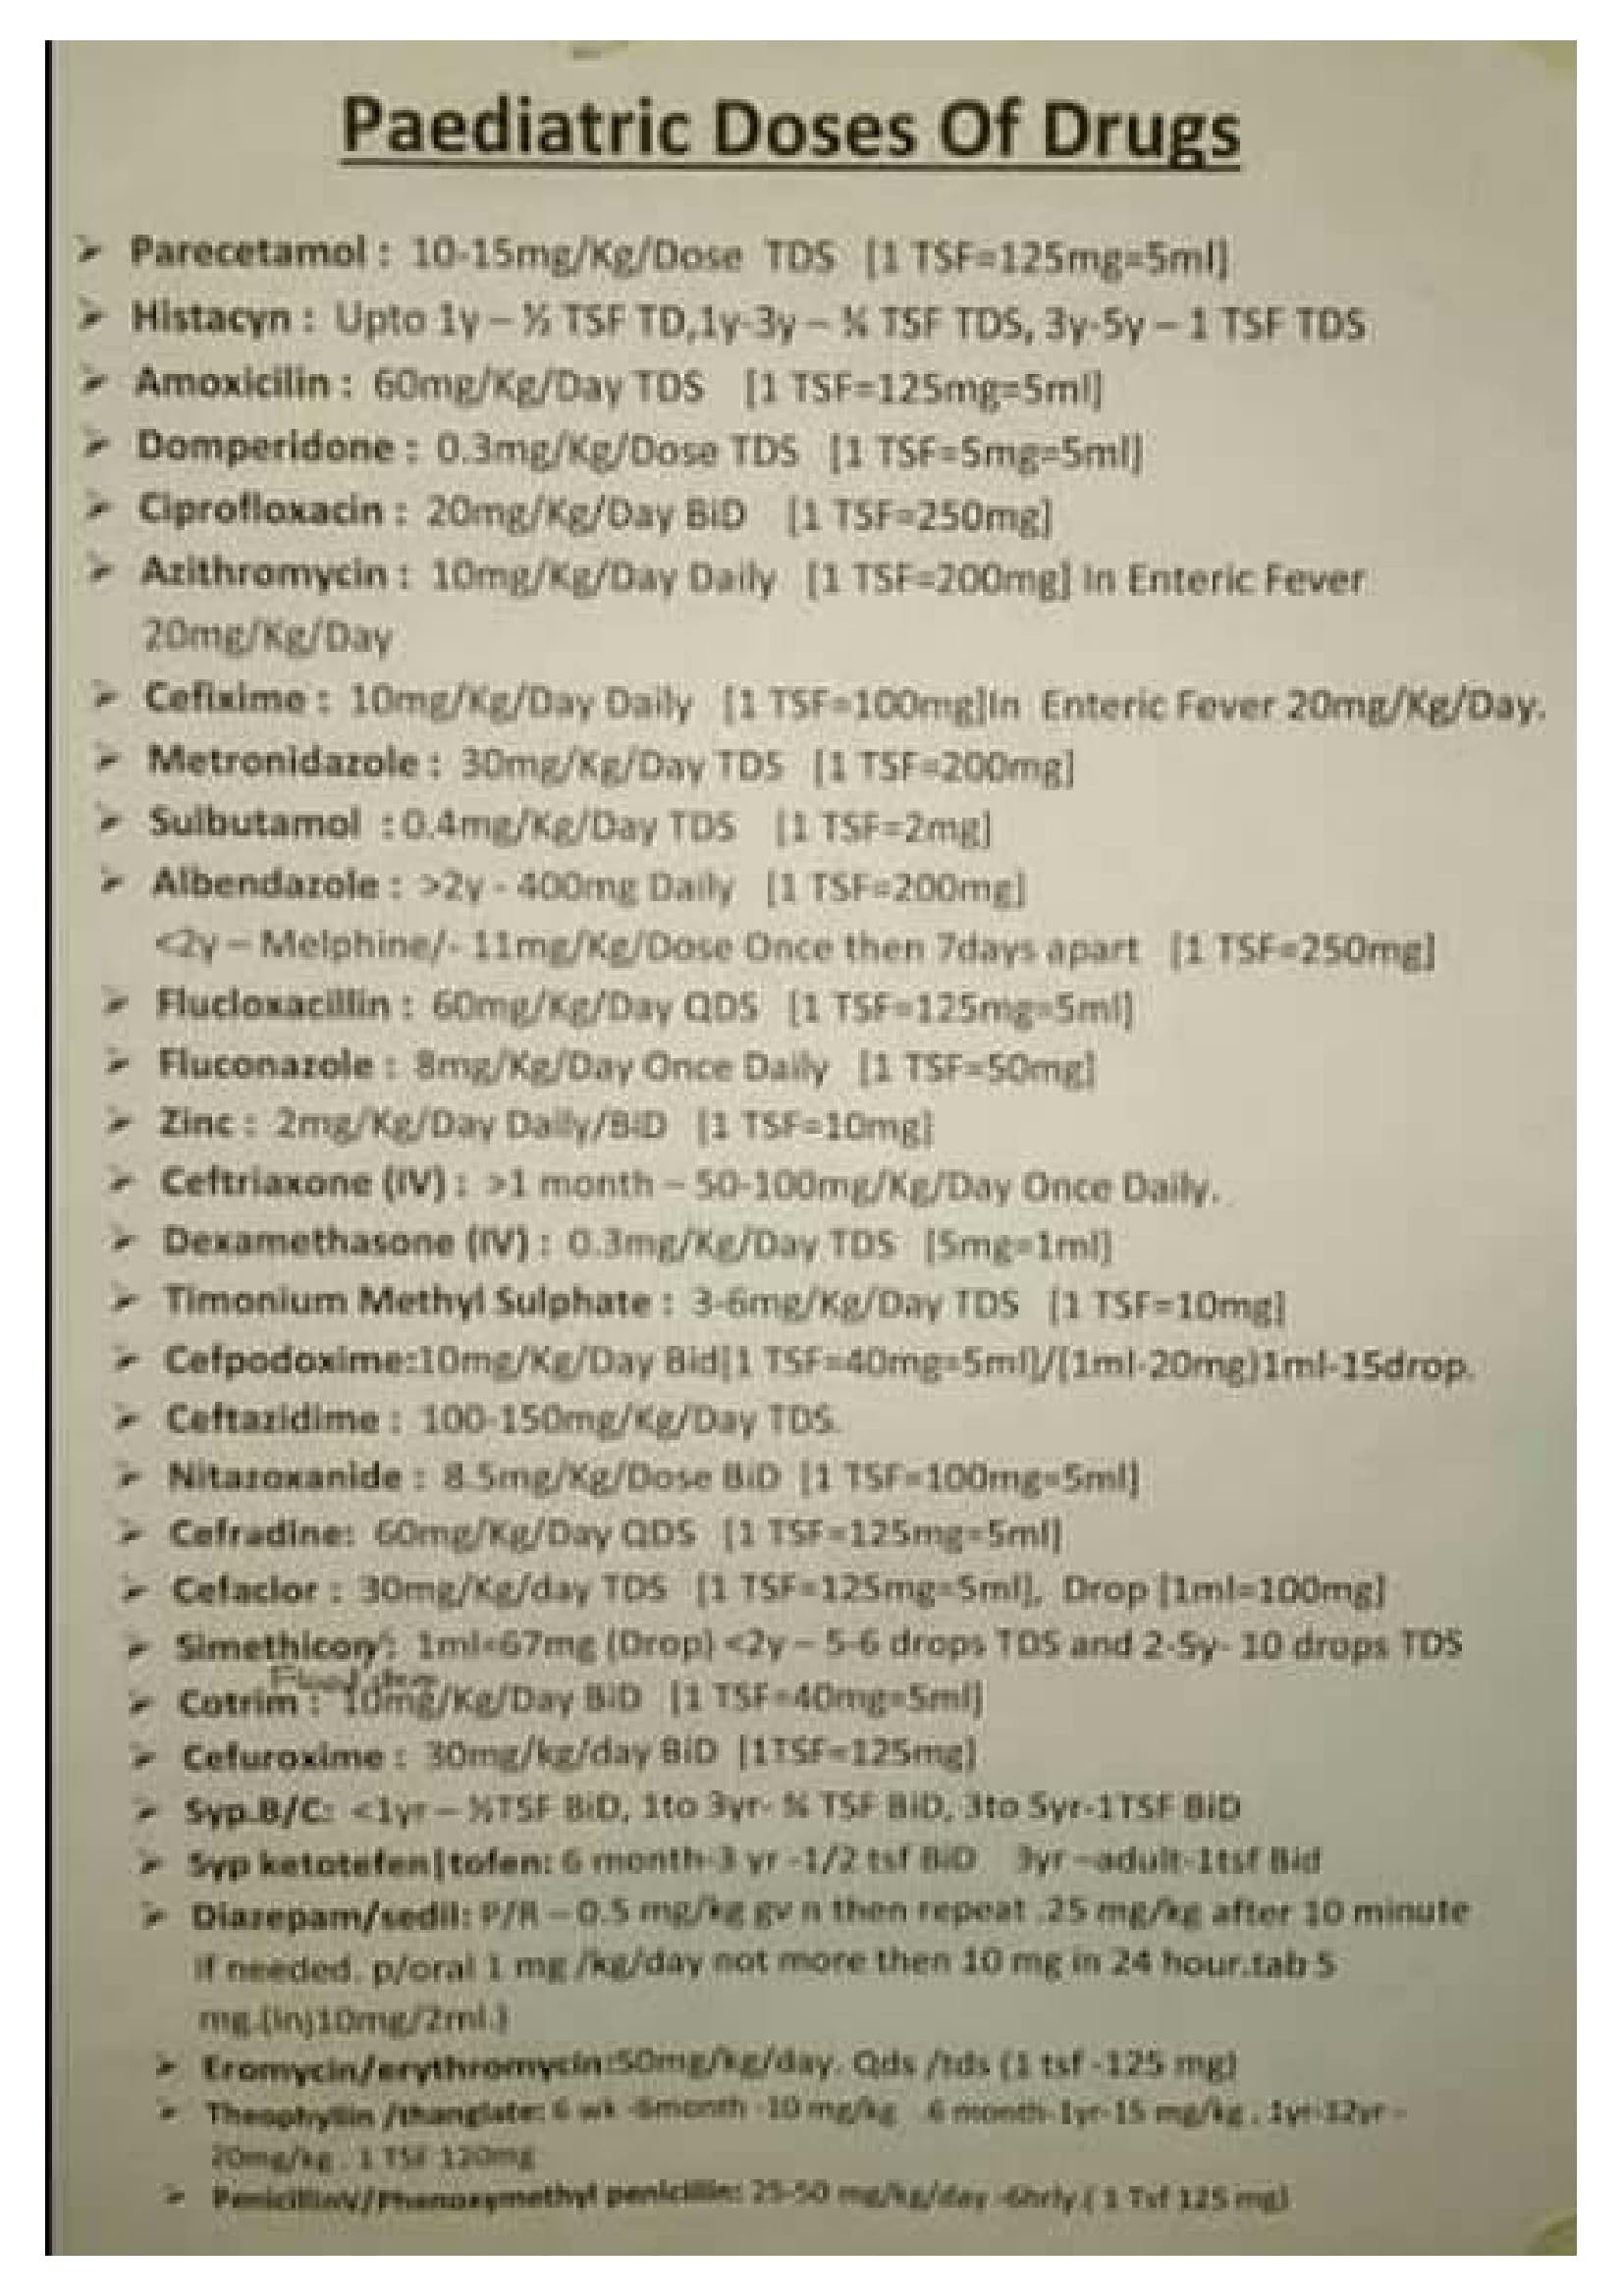 Paediatric Doses Of Drugs
➢ Parecetamol : 10-15mg/Kg/Dose TDS [1 TSF=125mg=5ml]
➢ Histacyn : Upto 1y – ½ TSF TD,1y-3y – ¾ TSF TDS, 3y-5y – 1 TSF TDS
➢ Amoxicilin : 60mg/Kg/Day TDS [1 TSF=125mg=5ml]
➢ Domperidone : 0.3mg/Kg/Dose TDS [1 TSF=5mg=5ml]
➢ Ciprofloxacin : 20mg/Kg/Day BiD [1 TSF=250mg]
➢ Azithromycin : 10mg/Kg/Day Daily [1 TSF=200mg] In Enteric Fever
20mg/Kg/Day
➢ Cefixime : 10mg/Kg/Day Daily [1 TSF=100mg]In Enteric Fever 20mg/Kg/Day.
➢ Metronidazole : 30mg/Kg/Day TDS [1 TSF=200mg]
➢ Sulbutamol : 0.4mg/Kg/Day TDS [1 TSF=2mg]
➢ Albendazole : >2y - 400mg Daily [1 TSF=200mg]
<2y – Melphine/- 11mg/Kg/Dose Once then 7days apart [1 TSF=250mg]
➢ Flucloxacillin : 60mg/Kg/Day QDS [1 TSF=125mg=5ml]
➢ Fluconazole : 8mg/Kg/Day Once Daily [1 TSF=50mg]
➢ Zinc : 2mg/Kg/Day Daily/BiD [1 TSF=10mg]
➢ Ceftriaxone (IV) : >1 month – 50-100mg/Kg/Day Once Daily.
➢ Dexamethasone (IV) : 0.3mg/Kg/Day TDS [5mg=1ml]
➢ Timonium Methyl Sulphate : 3-6mg/Kg/Day TDS [1 TSF=10mg]
➢ Cefpodoxime:10mg/Kg/Day Bid[1 TSF=40mg=5ml]/(1ml-20mg)1ml-15drop.
➢ Ceftazidime : 100-150mg/Kg/Day TDS.
➢ Nitazoxanide : 8.5mg/Kg/Dose BiD [1 TSF=100mg=5ml]
➢ Cefradine: 60mg/Kg/Day QDS [1 TSF=125mg=5ml]
➢ Cefaclor : 30mg/Kg/day TDS [1 TSF=125mg=5ml], Drop [1ml=100mg]
➢ Simethicon : 1ml=67mg (Drop) <2y – 5-6 drops TDS and 2-5y- 10 drops TDS
➢ Cotrim : 10mg/Kg/Day BiD [1 TSF=40mg=5ml]
➢ Cefuroxime : 30mg/kg/day BiD [1TSF=125mg]
➢ Syp.B/C: <1yr – ½TSF BiD, 1to 3yr- ¾ TSF BiD, 3to 5yr-1TSF BiD
➢ Syp ketotefen|tofen: 6 month-3 yr -1/2 tsf BiD 3yr –adult-1tsf Bid
➢ Diazepam/sedil: P/R – 0.5 mg/kg gv n then repeat .25 mg/kg after 10 minute
if needed. p/oral 1 mg /kg/day not more then 10 mg in 24 hour.tab 5
mg.(inj10mg/2ml.)
➢ Eromycin/erythromycin:50mg/kg/day. Qds /tds (1 tsf -125 mg)
➢ Theophyllin /thanglate: 6 wk -6month -10 mg/kg .6 month-1yr-15 mg/kg , 1yr-12yr -
20mg/kg . 1 TSF 120mg
➢ PenicillinV/Phenoxymethyl penicillin: 25-50 mg/kg/day -6hrly.( 1 Tsf 125 mg)